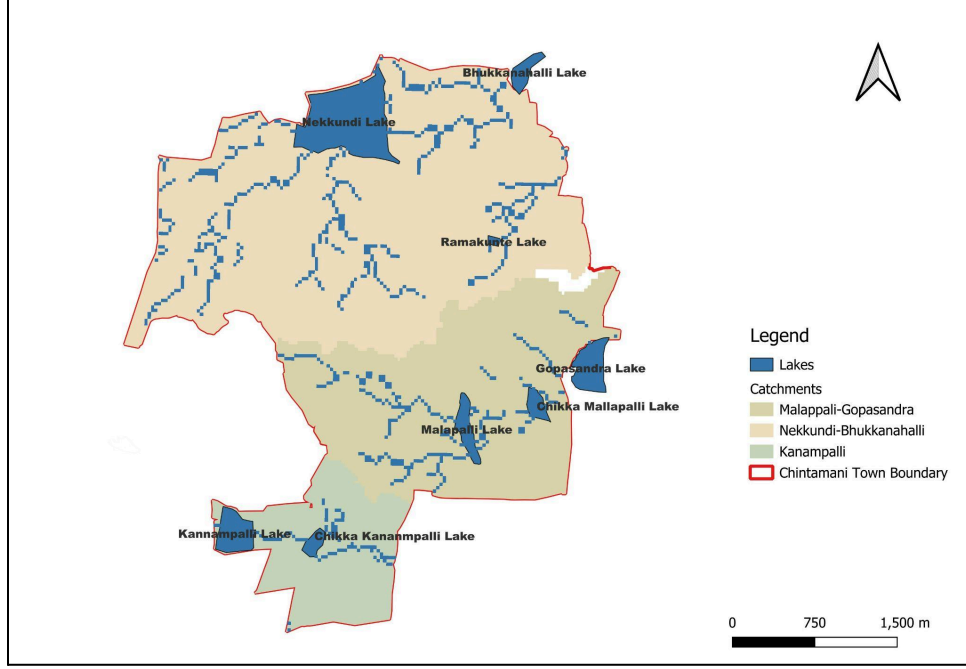 Bhukkanahalli Lake
Nekkundi Lake
Ramakunte Lake
Gopasandra Lake
Chikka Mallapalli Lake
Malapalli Lake
Kannampalli Lake
Chikka Kananmpalli Lake
Legend
Lakes
Catchments
Malappali-Gopasandra
Nekkundi-Bhukkanahalli
Kanampalli
Chintamani Town Boundary
0 750 1,500 m